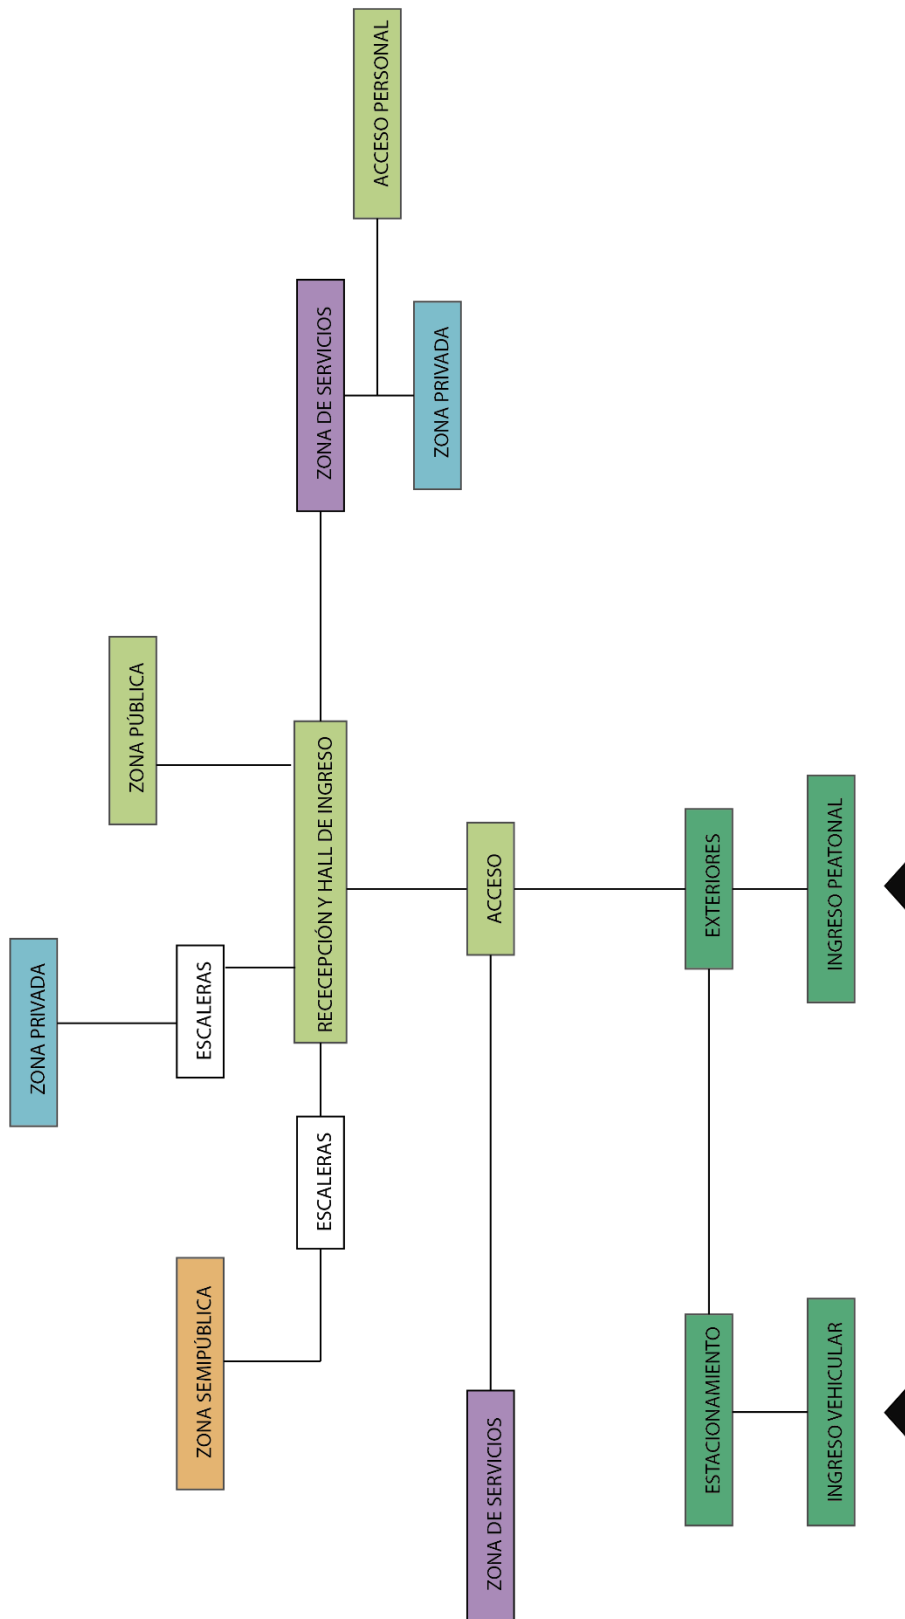 ZONA PRIVADA
ZONA SEMIPÚBLICA
ESCALERAS
ZONA PÚBLICA
ESCALERAS
RECECEPCIÓN Y HALL DE INGRESO
ZONA DE SERVICIOS
ACCESO PERSONAL
ZONA PRIVADA
ZONA DE SERVICIOS
ACCESO
ESTACIONAMIENTO
EXTERIORES
INGRESO VEHICULAR
INGRESO PEATONAL